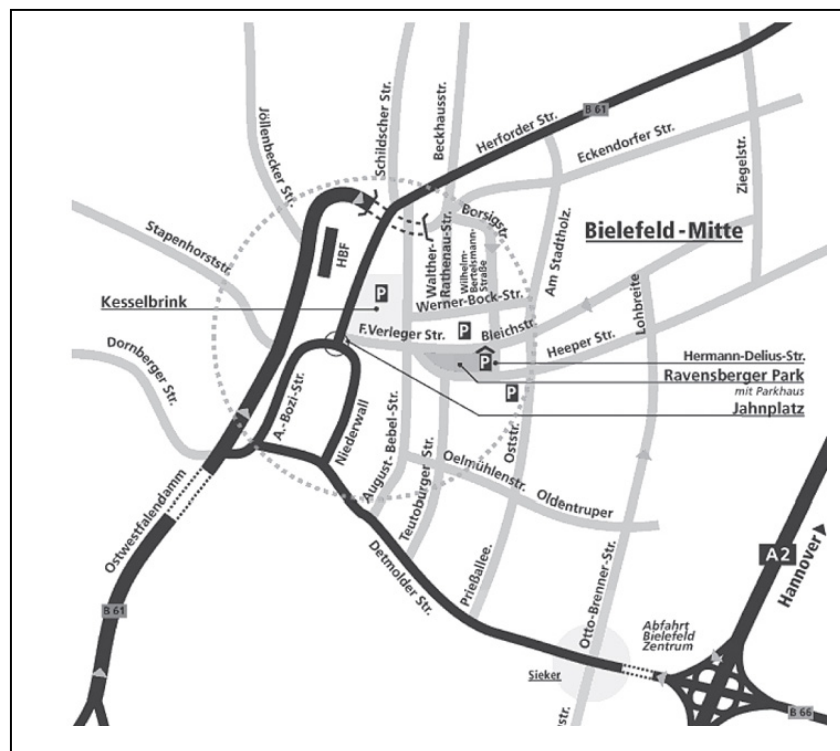 Jöllenbecker Str.
Schildscher Str.
Beckhausstr.
Herforder Str.
B 61
Eckendorfer Str.
Ziegelstr.
Stapenhorststr.
HBF
Borsigstr.
Walther-
Rathenau-Str.
Wilhelm-
Bertelsmann-
Straße
Am Stadtholz.
Bielefeld-Mitte
Kesselbrink
P
Werner-Bock-Str.
Lohbreite
F.Verleger Str.
P
Bleichstr.
Heeper Str.
Dornberger Str.
P
Hermann-Delius-Str.
Ravensberger Park
mit Parkhaus
P
Jahnplatz
A.-Bozi-Str.
Niederwall
August-Bebel-Str.
Teutoburger Str.
Oststr.
Oelmühlenstr.
Oldentruper
Ostwestfalendamm
Detmolder Str.
Prießallee.
Otto-Brenner-Str.
A2
Hannover
B 61
Abfahrt
Bielefeld
Zentrum
Sieker
str.
B 66